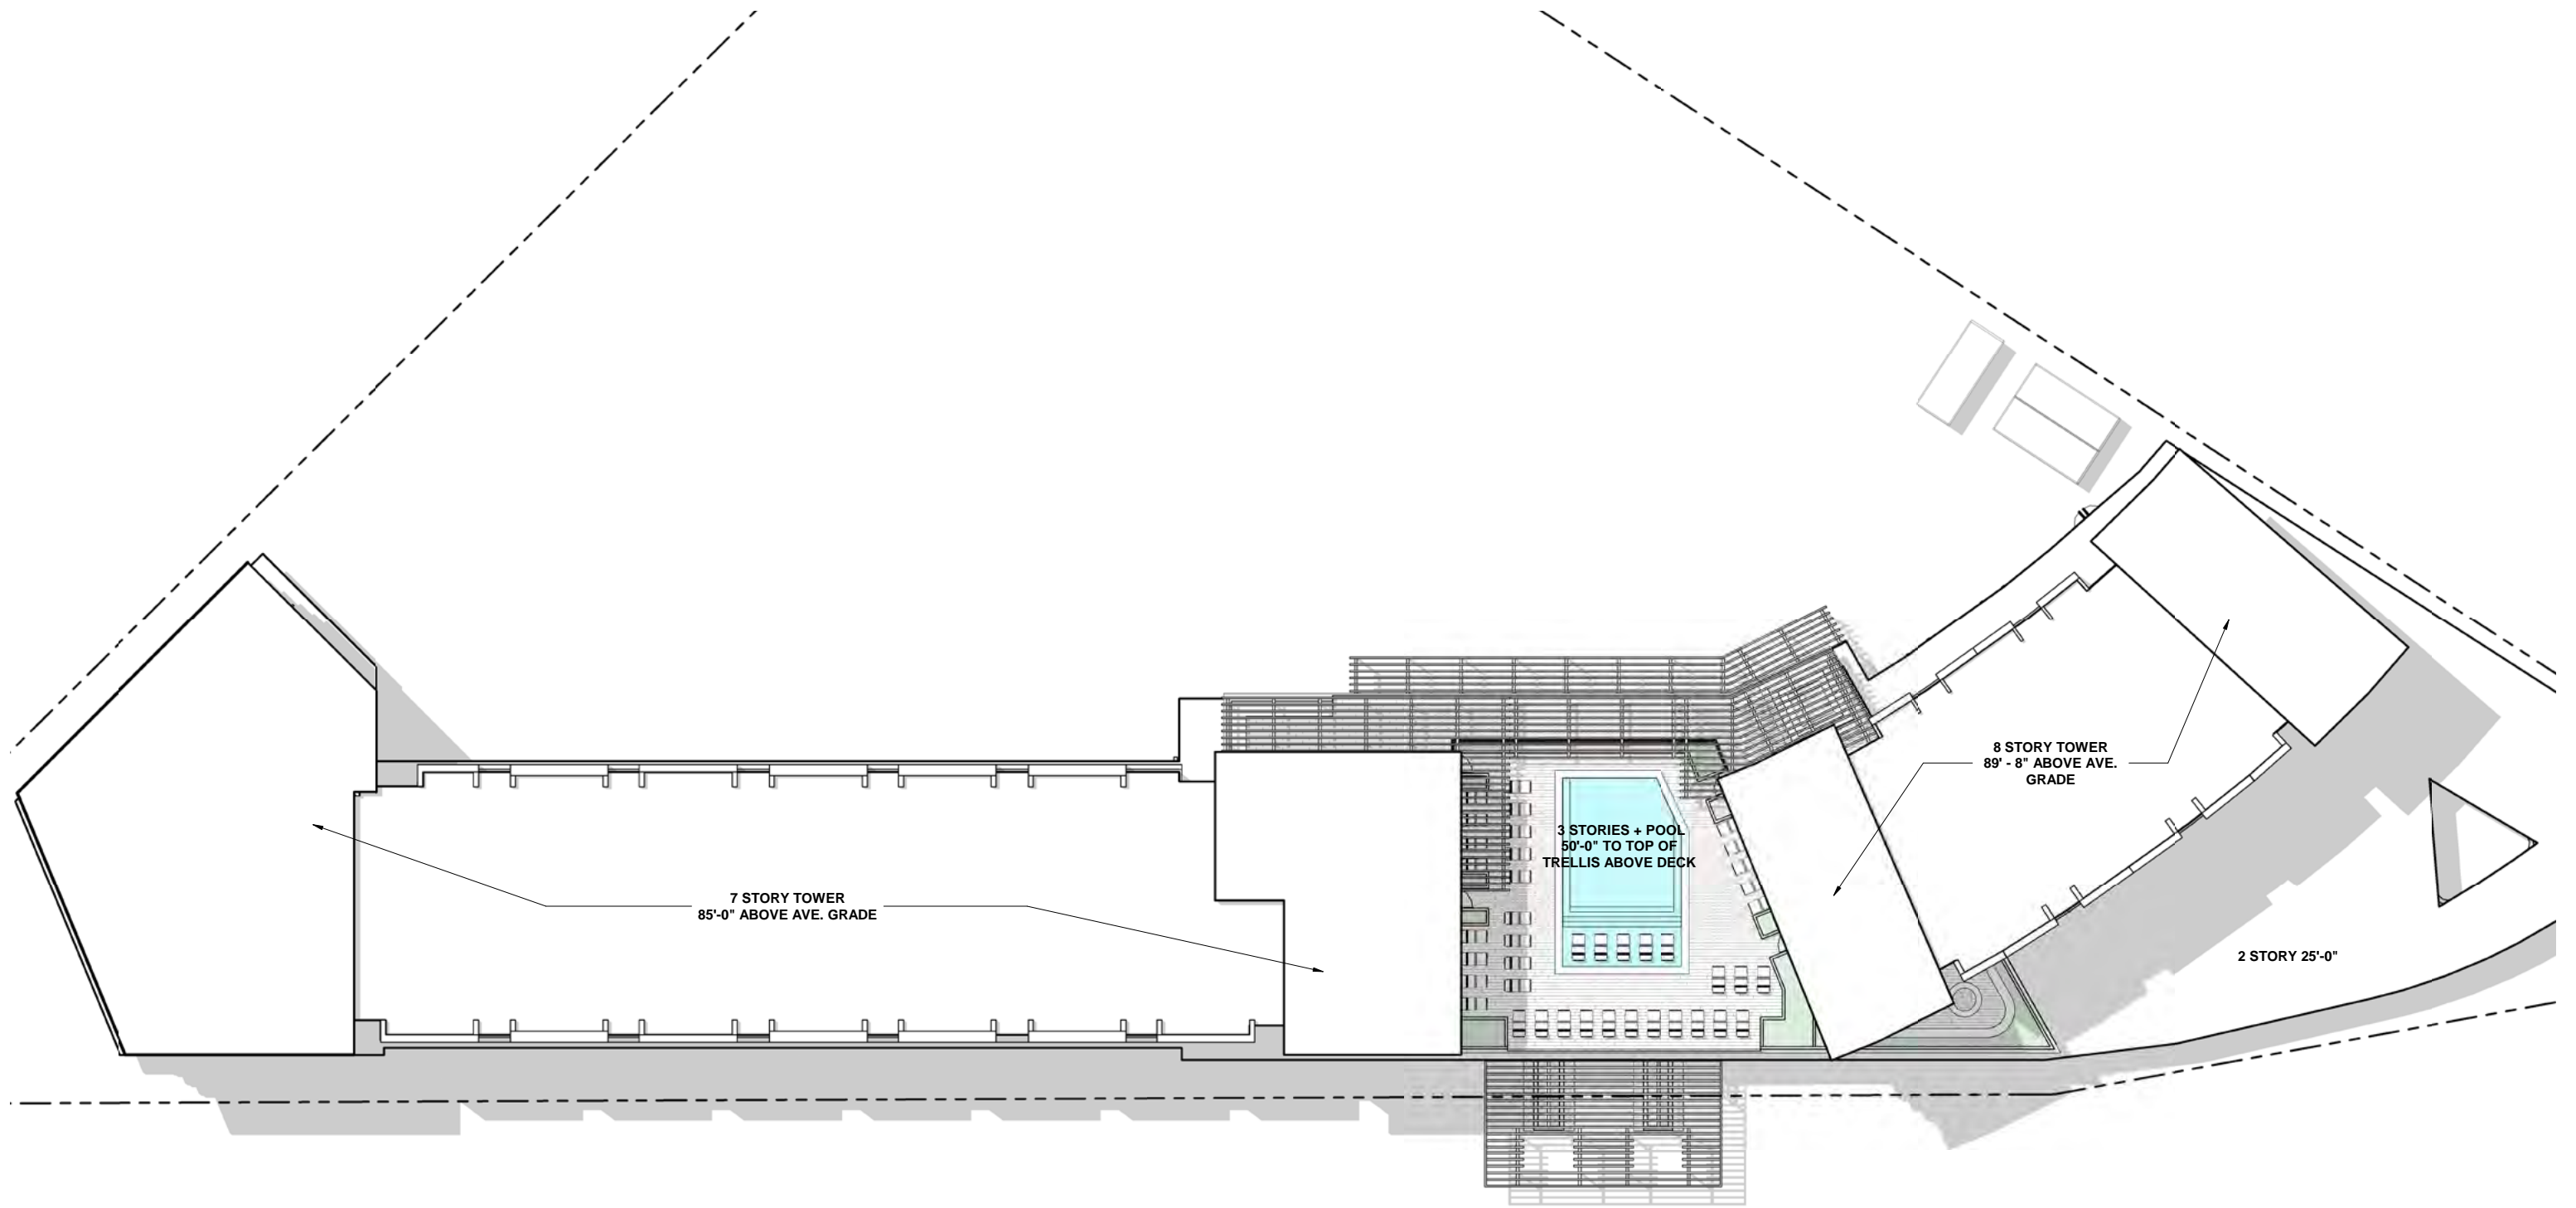 7 STORY TOWER
85'-0" ABOVE AVE. GRADE
3 STORIES + POOL
50'-0" TO TOP OF
TRELLIS ABOVE DECK
8 STORY TOWER
89' - 8" ABOVE AVE.
GRADE
2 STORY 25'-0"